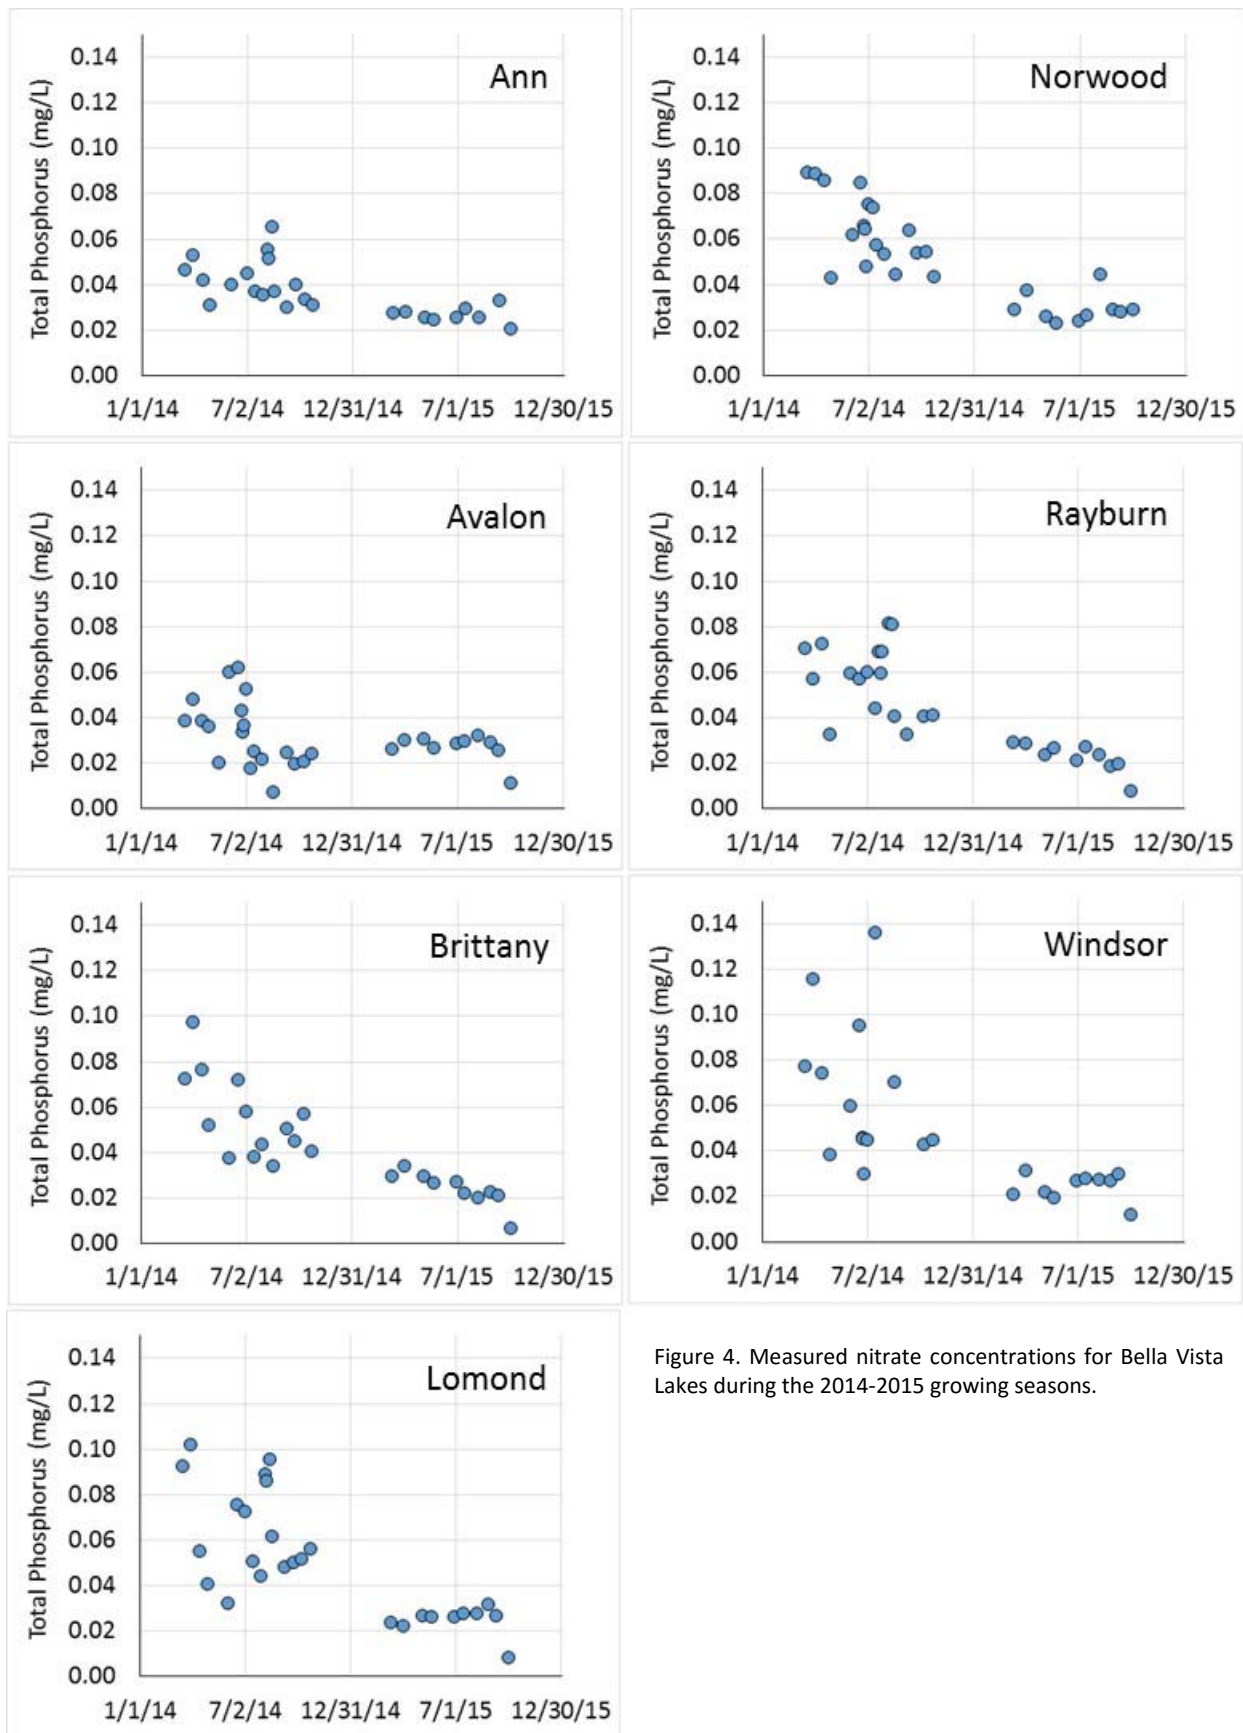 Total Phosphorus (mg/L)
Ann
0.14
0.12
0.10
0.08
0.06
0.04
0.02
0.00
1/1/14 7/2/14 12/31/14 7/1/15 12/30/15
Total Phosphorus (mg/L)
Norwood
0.14
0.12
0.10
0.08
0.06
0.04
0.02
0.00
1/1/14 7/2/14 12/31/14 7/1/15 12/30/15
Total Phosphorus (mg/L)
Avalon
0.14
0.12
0.10
0.08
0.06
0.04
0.02
0.00
1/1/14 7/2/14 12/31/14 7/1/15 12/30/15
Total Phosphorus (mg/L)
Rayburn
0.14
0.12
0.10
0.08
0.06
0.04
0.02
0.00
1/1/14 7/2/14 12/31/14 7/1/15 12/30/15
Total Phosphorus (mg/L)
Brittany
0.14
0.12
0.10
0.08
0.06
0.04
0.02
0.00
1/1/14 7/2/14 12/31/14 7/1/15 12/30/15
Total Phosphorus (mg/L)
Windsor
0.14
0.12
0.10
0.08
0.06
0.04
0.02
0.00
1/1/14 7/2/14 12/31/14 7/1/15 12/30/15
Total Phosphorus (mg/L)
Lomond
0.14
0.12
0.10
0.08
0.06
0.04
0.02
0.00
1/1/14 7/2/14 12/31/14 7/1/15 12/30/15
Figure 4. Measured nitrate concentrations for Bella Vista
Lakes during the 2014-2015 growing seasons.